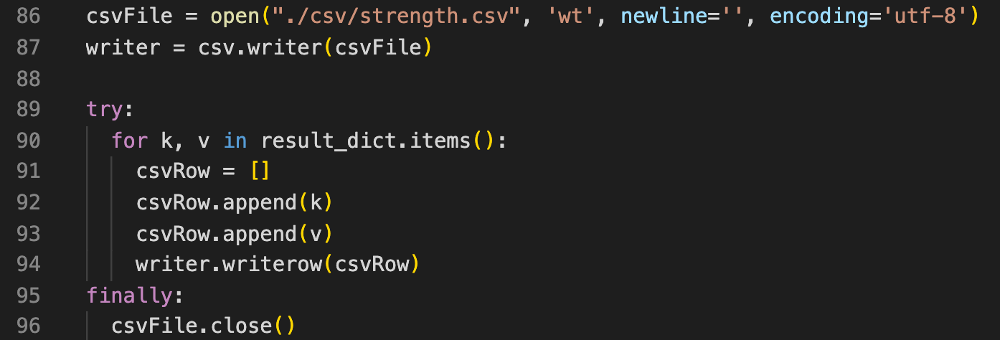 86 csvFile = open("./csv/strength.csv", 'wt', newline='', encoding='utf-8')
87 writer = csv.writer(csvFile)
88
89 try:
90 for k, v in result_dict.items():
91 csvRow = []
92 csvRow.append(k)
93 csvRow.append(v)
94 writer.writerow(csvRow)
95 finally:
96 csvFile.close()